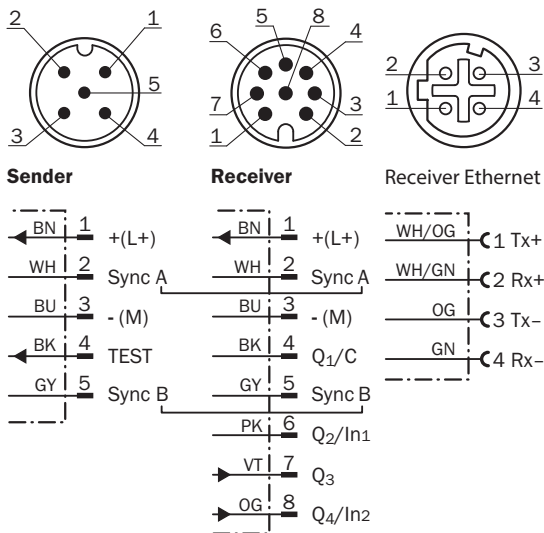 2 1
5
3 4
5 8
6 4
7 3
1 2
2 3
1 4
Sender
Receiver
Receiver Ethernet
BN 1 +(L+)
WH 2 Sync A
BU 3 - (M)
BK 4 TEST
GY 5 Sync B
BN 1 +(L+)
WH 2 Sync A
BU 3 - (M)
BK 4 Q1/C
GY 5 Sync B
PK 6 Q2/In1
VT 7 Q3
OG 8 Q4/In2
WH/OG 1 Tx+
WH/GN 2 Rx+
OG 3 Tx–
GN 4 Rx–